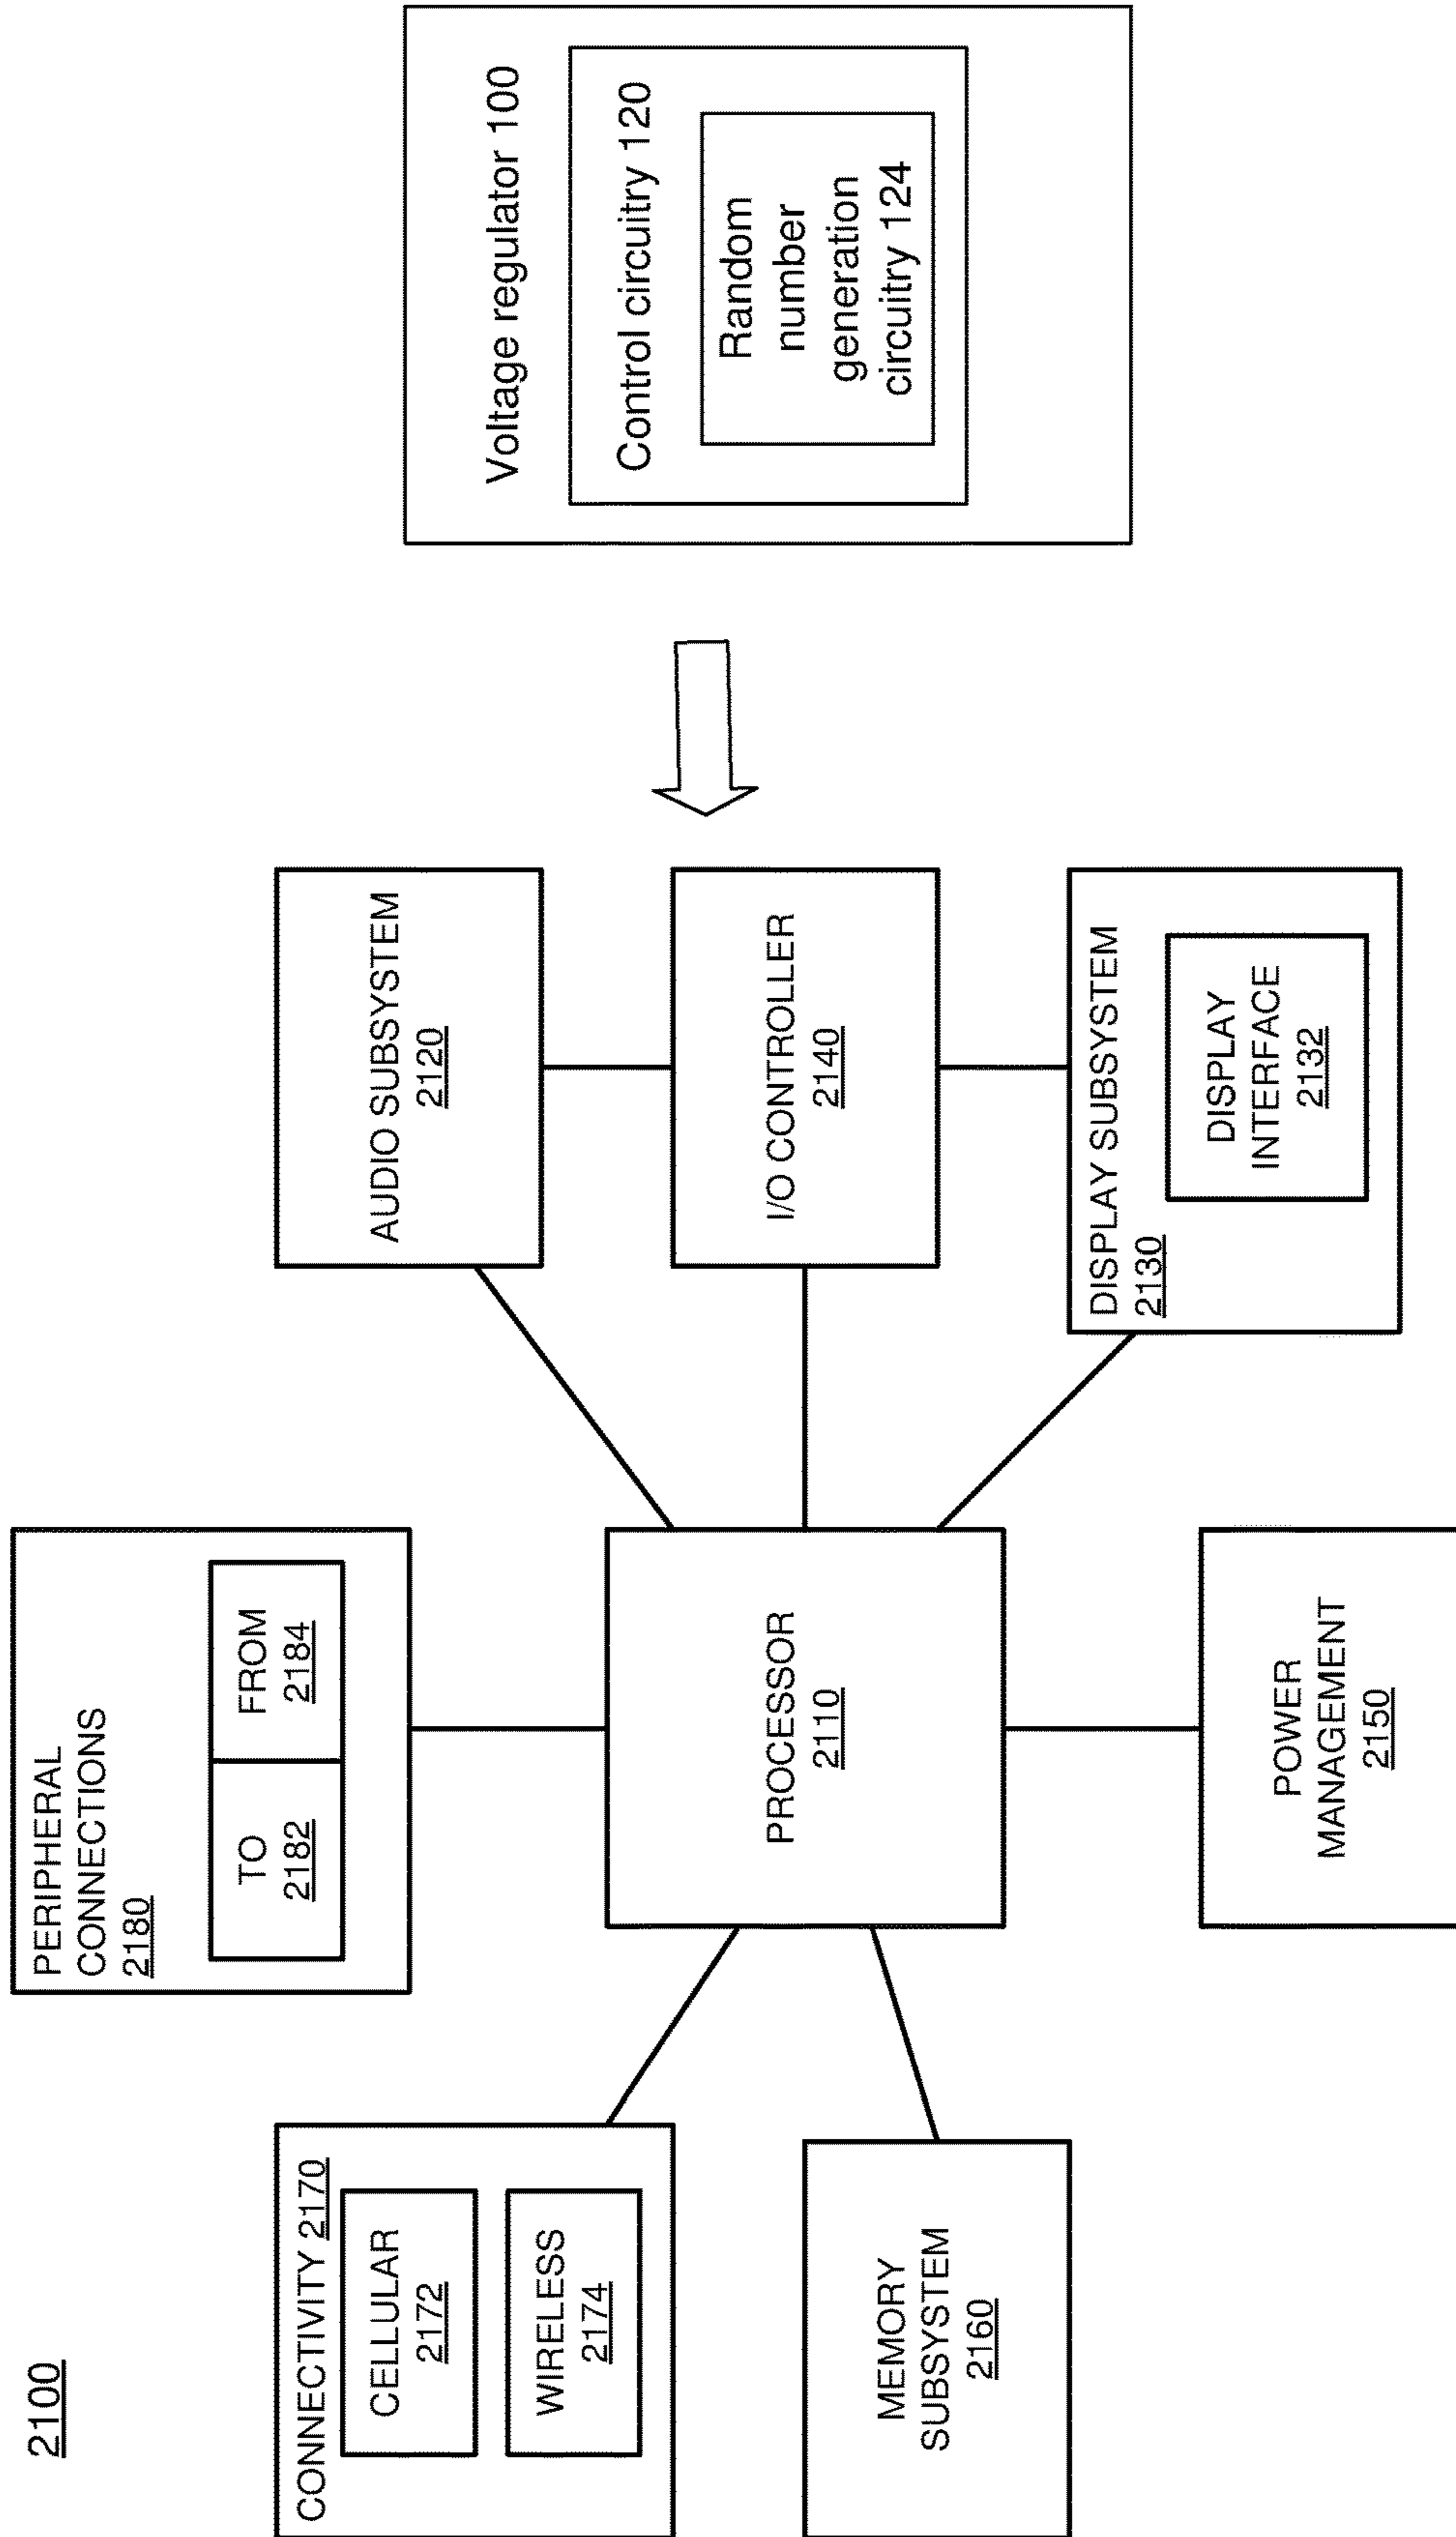 2100
CONNECTIVITY 2170
CELLULAR
2172
WIRELESS
2174
MEMORY
SUBSYSTEM
2160
PERIPHERAL
CONNECTIONS
2180
TO
2182
FROM
2184
PROCESSOR
2110
POWER
MANAGEMENT
2150
AUDIO SUBSYSTEM
2120
I/O CONTROLLER
2140
DISPLAY SUBSYSTEM
2130
DISPLAY
INTERFACE
2132
Voltage regulator 100
Control circuitry 120
Random
number
generation
circuitry 124